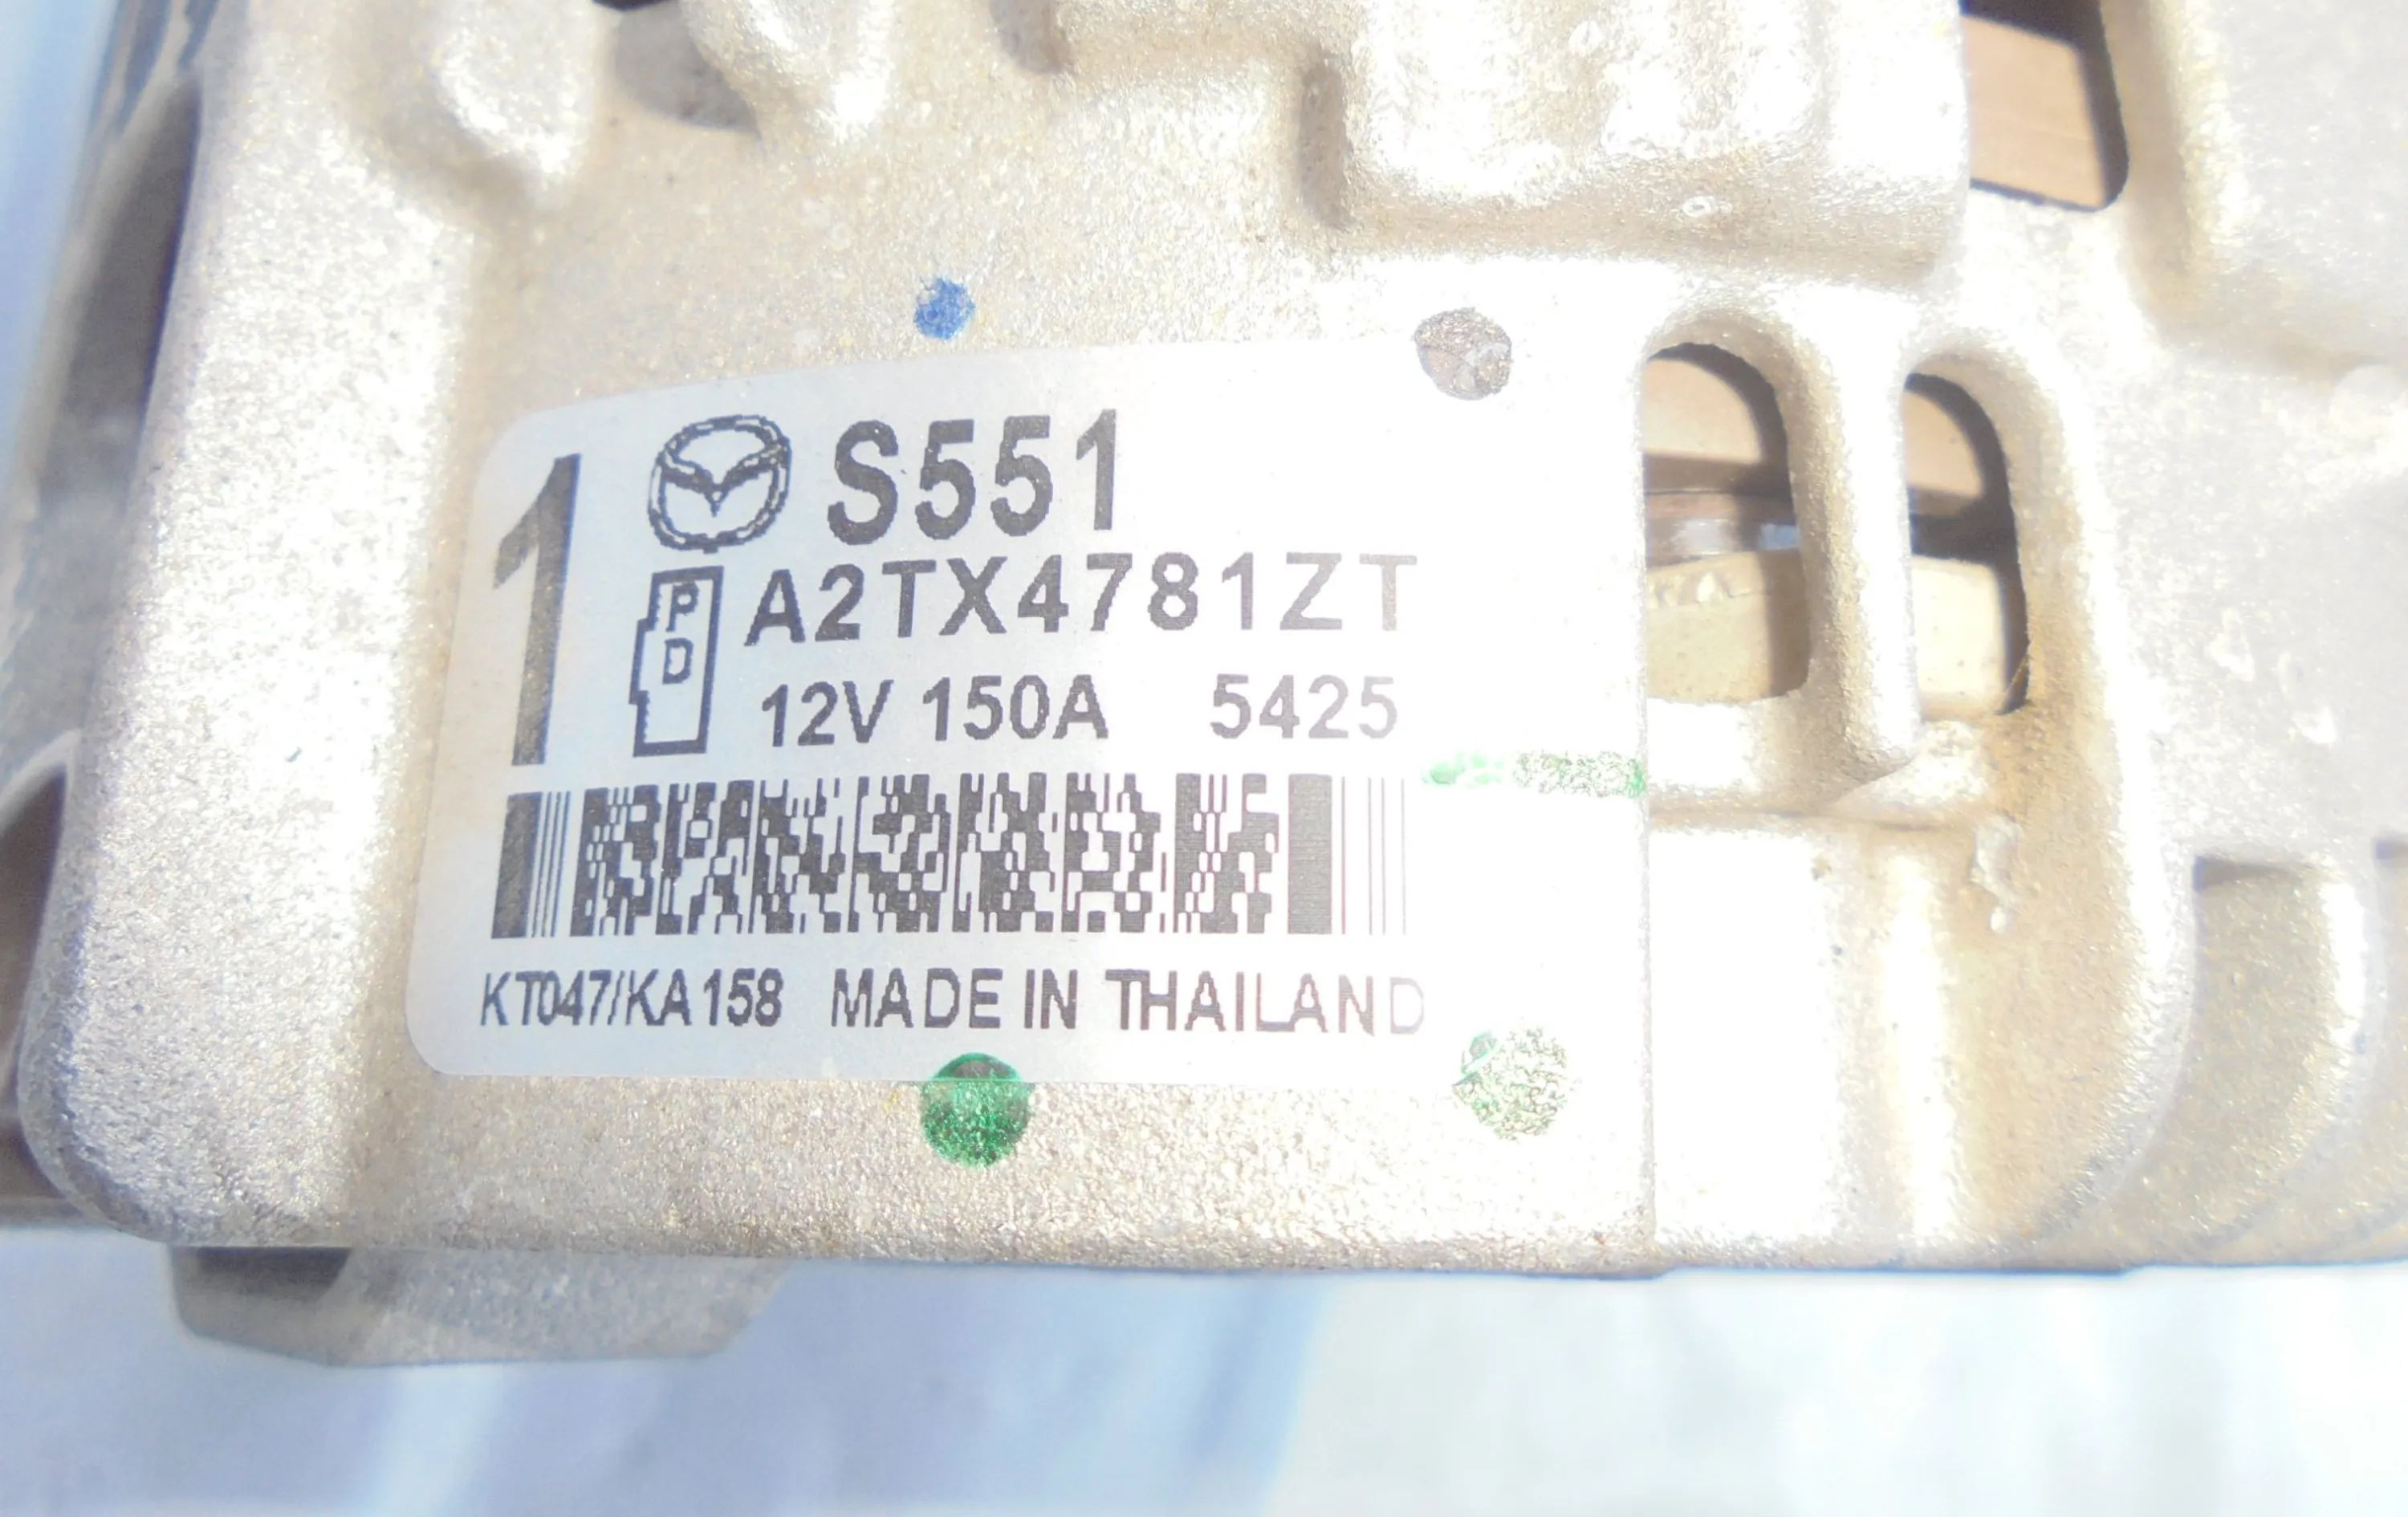 1
S551
A2TX4781ZT
P
D
12V 150A 5425
KT047/KA158 MADE IN THAILAND